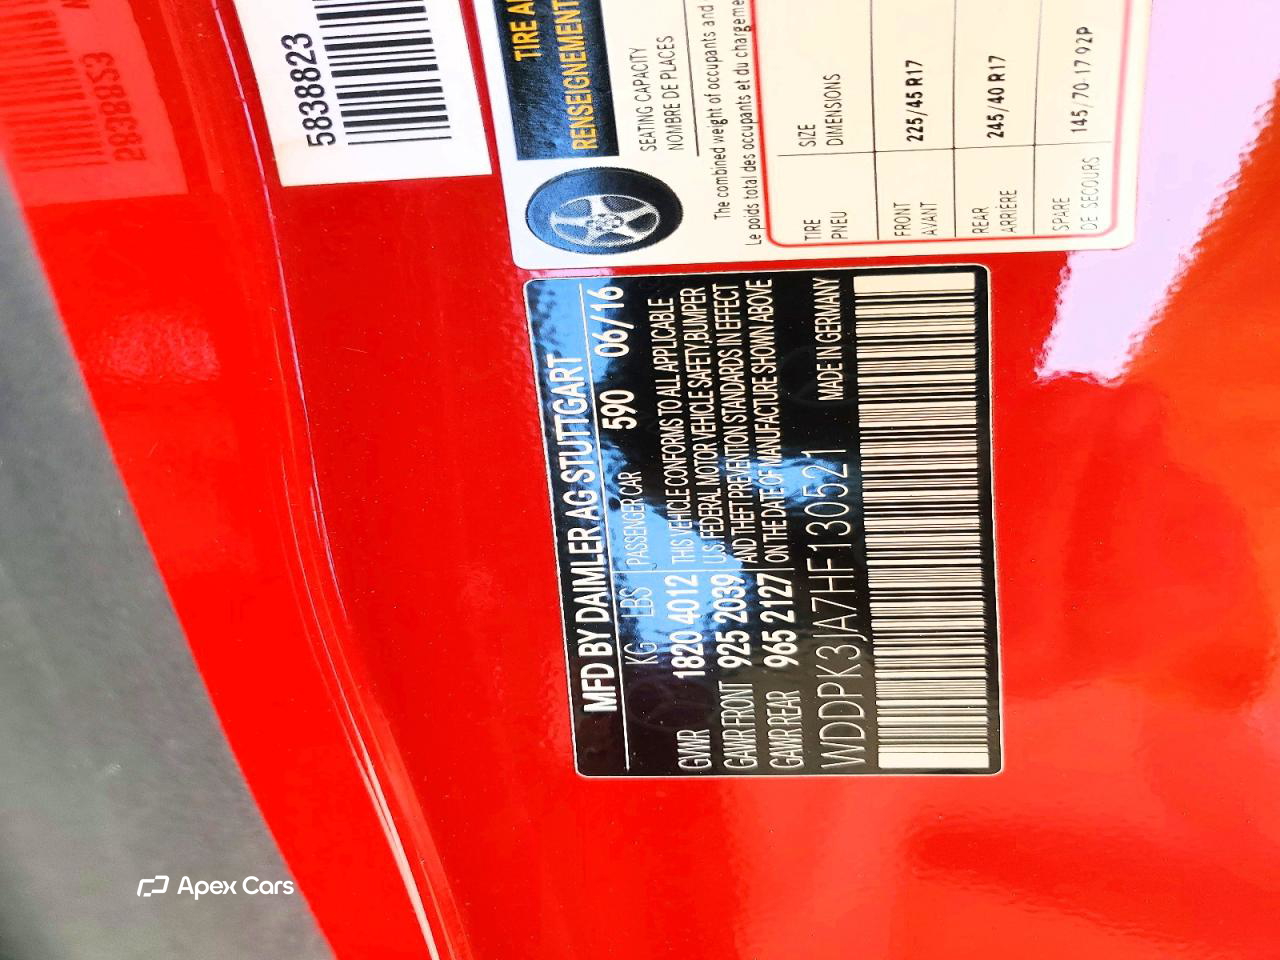 5838823
TIRE A
RENSEIGNEMENT
SEATING CAPACITY
NOMBRE DE PLACES
The combined weight of occupants and
Le poids total des occupants et du chargeme
TIRE SIZE
PNEU DIMENSIONS
FRONT 225/45 R17
AVANT
REAR 245/40 R17
ARRIÈRE
SPARE 145/70-17 92P
DE SECOURS
MFD BY DAIMLER AG STUTTGART
KG LBS PASSENGER CAR 590 06/16
GVWR 1820 4012 THIS VEHICLE CONFORMS TO ALL APPLICABLE
GAWR FRONT 925 2039 U.S. FEDERAL MOTOR VEHICLE SAFETY,BUMPER
GAWR REAR 965 2127 AND THEFT PREVENTION STANDARDS IN EFFECT
ON THE DATE OF MANUFACTURE SHOWN ABOVE
WDDPK3JA7HF130521 MADE IN GERMANY
Apex Cars